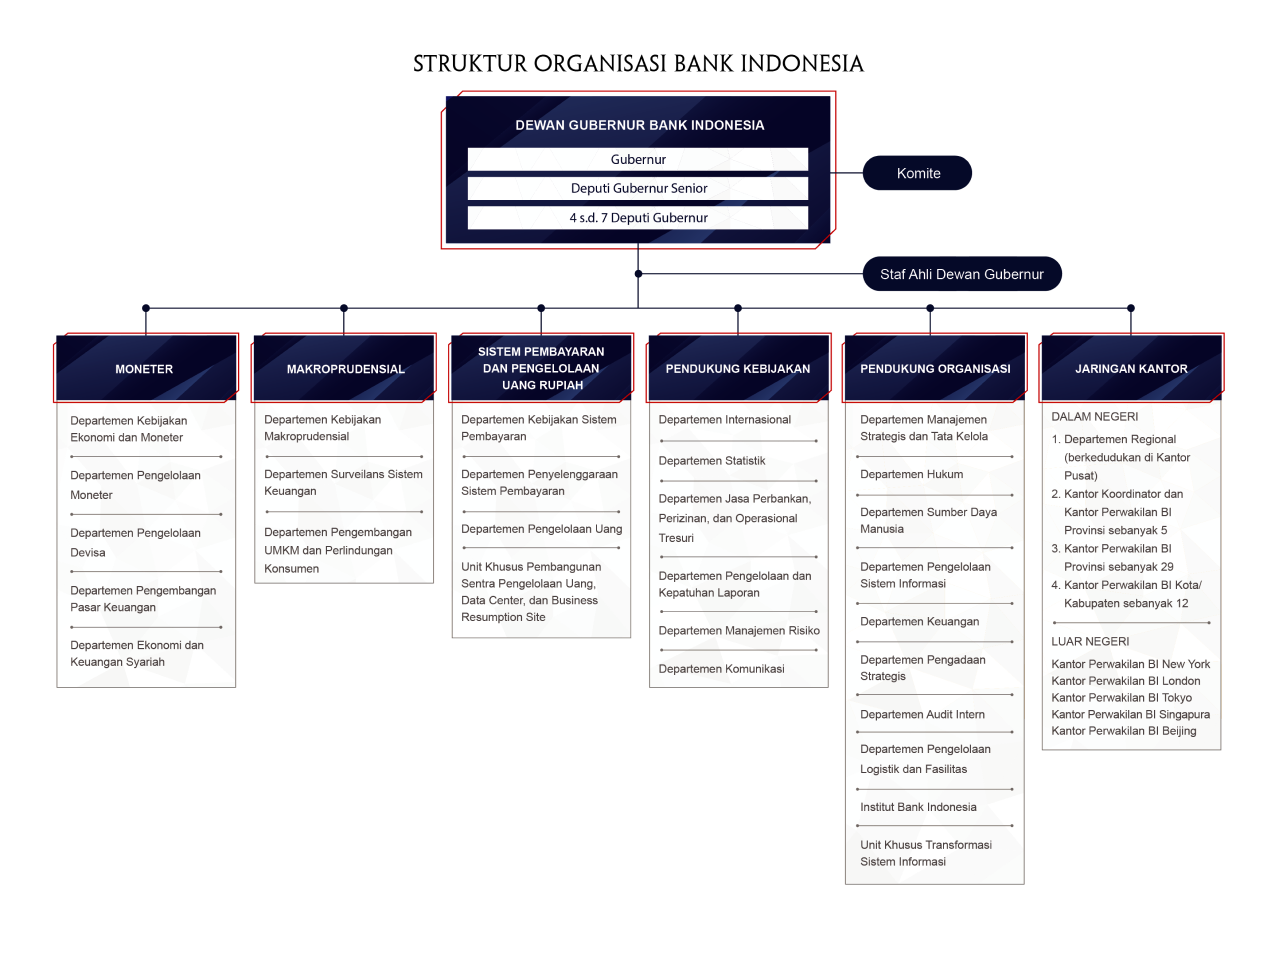 STRUKTUR ORGANISASI BANK INDONESIA
DEWAN GUBERNUR BANK INDONESIA
Gubernur
Deputi Gubernur Senior
4 s.d. 7 Deputi Gubernur
Komite
Staf Ahli Dewan Gubernur
MONETER
Departemen Kebijakan
Ekonomi dan Moneter
Departemen Pengelolaan
Moneter
Departemen Pengelolaan
Devisa
Departemen Pengembangan
Pasar Keuangan
Departemen Ekonomi dan
Keuangan Syariah
MAKROPRUDENSIAL
Departemen Kebijakan
Makroprudensial
Departemen Surveilans Sistem
Keuangan
Departemen Pengembangan
UMKM dan Perlindungan
Konsumen
SISTEM PEMBAYARAN
DAN PENGELOLAAN
UANG RUPIAH
Departemen Kebijakan Sistem
Pembayaran
Departemen Penyelenggaraan
Sistem Pembayaran
Departemen Pengelolaan Uang
Unit Khusus Pembangunan
Sentra Pengelolaan Uang,
Data Center, dan Business
Resumption Site
PENDUKUNG KEBIJAKAN
Departemen Internasional
Departemen Statistik
Departemen Jasa Perbankan,
Perizinan, dan Operasional
Tresuri
Departemen Pengelolaan dan
Kepatuhan Laporan
Departemen Manajemen Risiko
Departemen Komunikasi
PENDUKUNG ORGANISASI
Departemen Manajemen
Strategis dan Tata Kelola
Departemen Hukum
Departemen Sumber Daya
Manusia
Departemen Pengelolaan
Sistem Informasi
Departemen Keuangan
Departemen Pengadaan
Strategis
Departemen Audit Intern
Departemen Pengelolaan
Logistik dan Fasilitas
Institut Bank Indonesia
Unit Khusus Transformasi
Sistem Informasi
JARINGAN KANTOR
DALAM NEGERI
1. Departemen Regional
(berkedudukan di Kantor
Pusat)
2. Kantor Koordinator dan
Kantor Perwakilan BI
Provinsi sebanyak 5
3. Kantor Perwakilan BI
Provinsi sebanyak 29
4. Kantor Perwakilan BI Kota/
Kabupaten sebanyak 12
LUAR NEGERI
Kantor Perwakilan BI New York
Kantor Perwakilan BI London
Kantor Perwakilan BI Tokyo
Kantor Perwakilan BI Singapura
Kantor Perwakilan BI Beijing